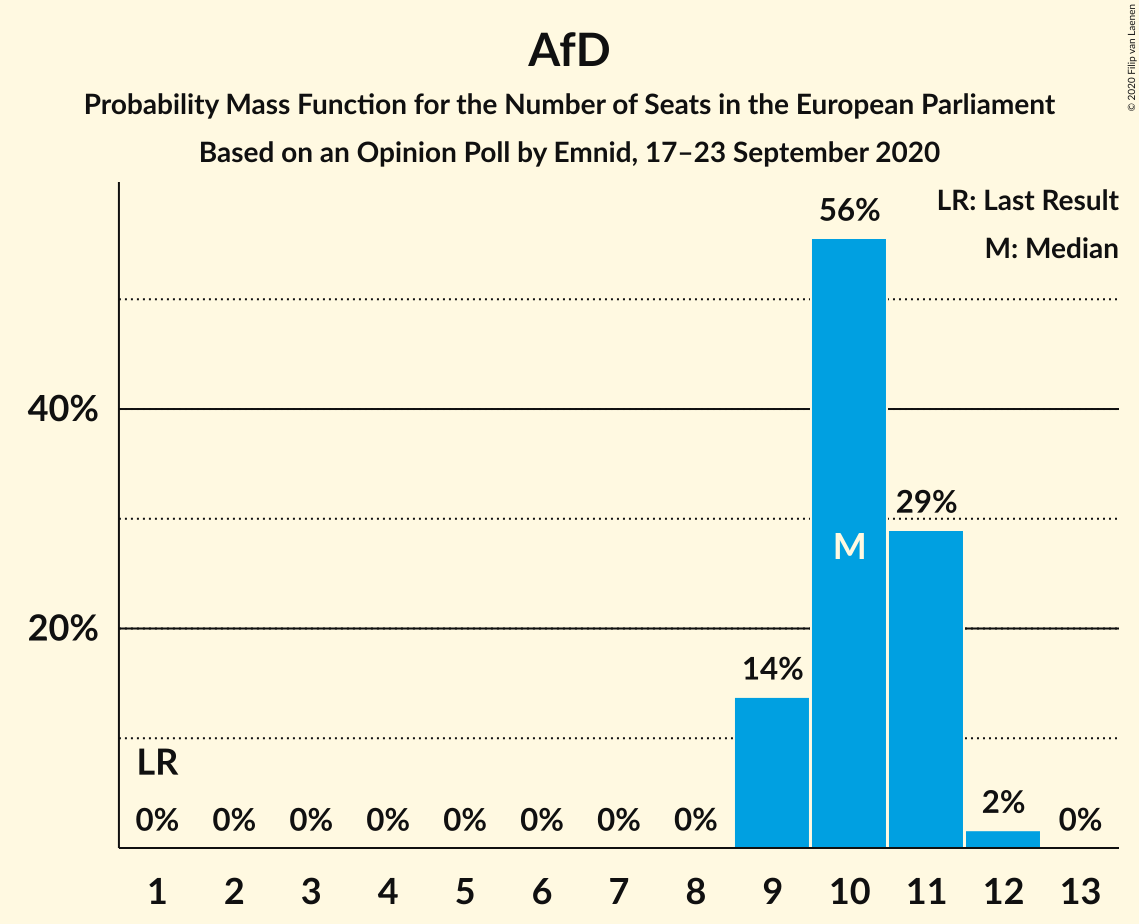 AfD
Probability Mass Function for the Number of Seats in the European Parliament
Based on an Opinion Poll by Emnid, 17–23 September 2020
© 2020 Filip van Laenen
LR: Last Result
M: Median
56%
40%
29%
M
20%
14%
LR
2%
0% 0% 0% 0% 0% 0% 0% 0% 0%
1 2 3 4 5 6 7 8 9 10 11 12 13